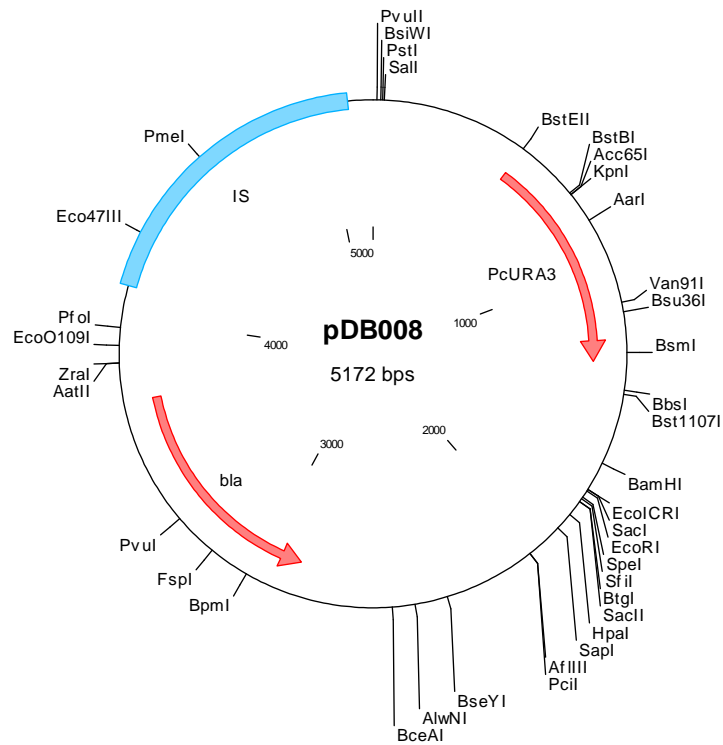 PvuII
BsiWI
PstI
SalI
BstEII
BstBI
Acc65I
KpnI
AarI
PmeI
IS
Eco47III
5000
PcURA3
Van91I
Bsu36I
1000
PfoI
EcoO109I
4000
pDB008
BsmI
ZraI
AatII
5172 bps
BbsI
Bst1107I
3000
2000
bla
BamHI
EcoICRI
SacI
EcoRI
SpeI
SfiI
BtgI
SacII
HpaI
SapI
PvuI
FspI
BpmI
AflIII
PciI
BseYI
AlwNI
BceAI